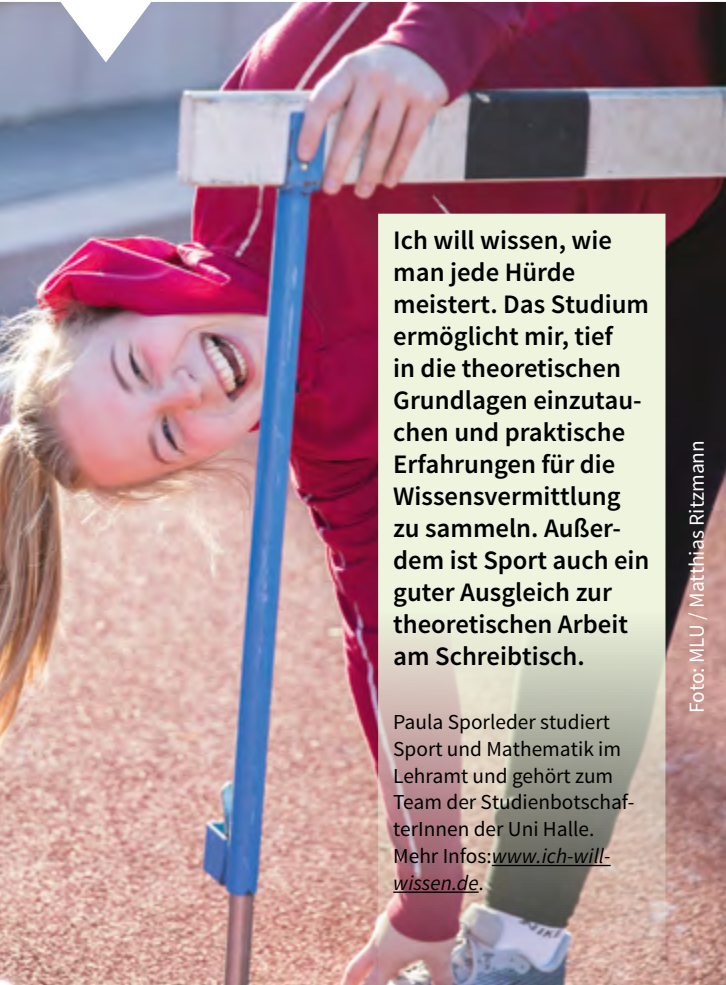 Ich will wissen, wie
man jede Hürde
meistert. Das Studium
ermöglicht mir, tief
in die theoretischen
Grundlagen einzutau-
chen und praktische
Erfahrungen für die
Wissensvermittlung
zu sammeln. Außer-
dem ist Sport auch ein
guter Ausgleich zur
theoretischen Arbeit
am Schreibtisch.
Paula Sporleder studiert
Sport und Mathematik im
Lehramt und gehört zum
Team der Studienbotschaf-
terInnen der Uni Halle.
Mehr Infos:www.ich-will-
wissen.de.
Foto: MLU / Matthias Ritzmann